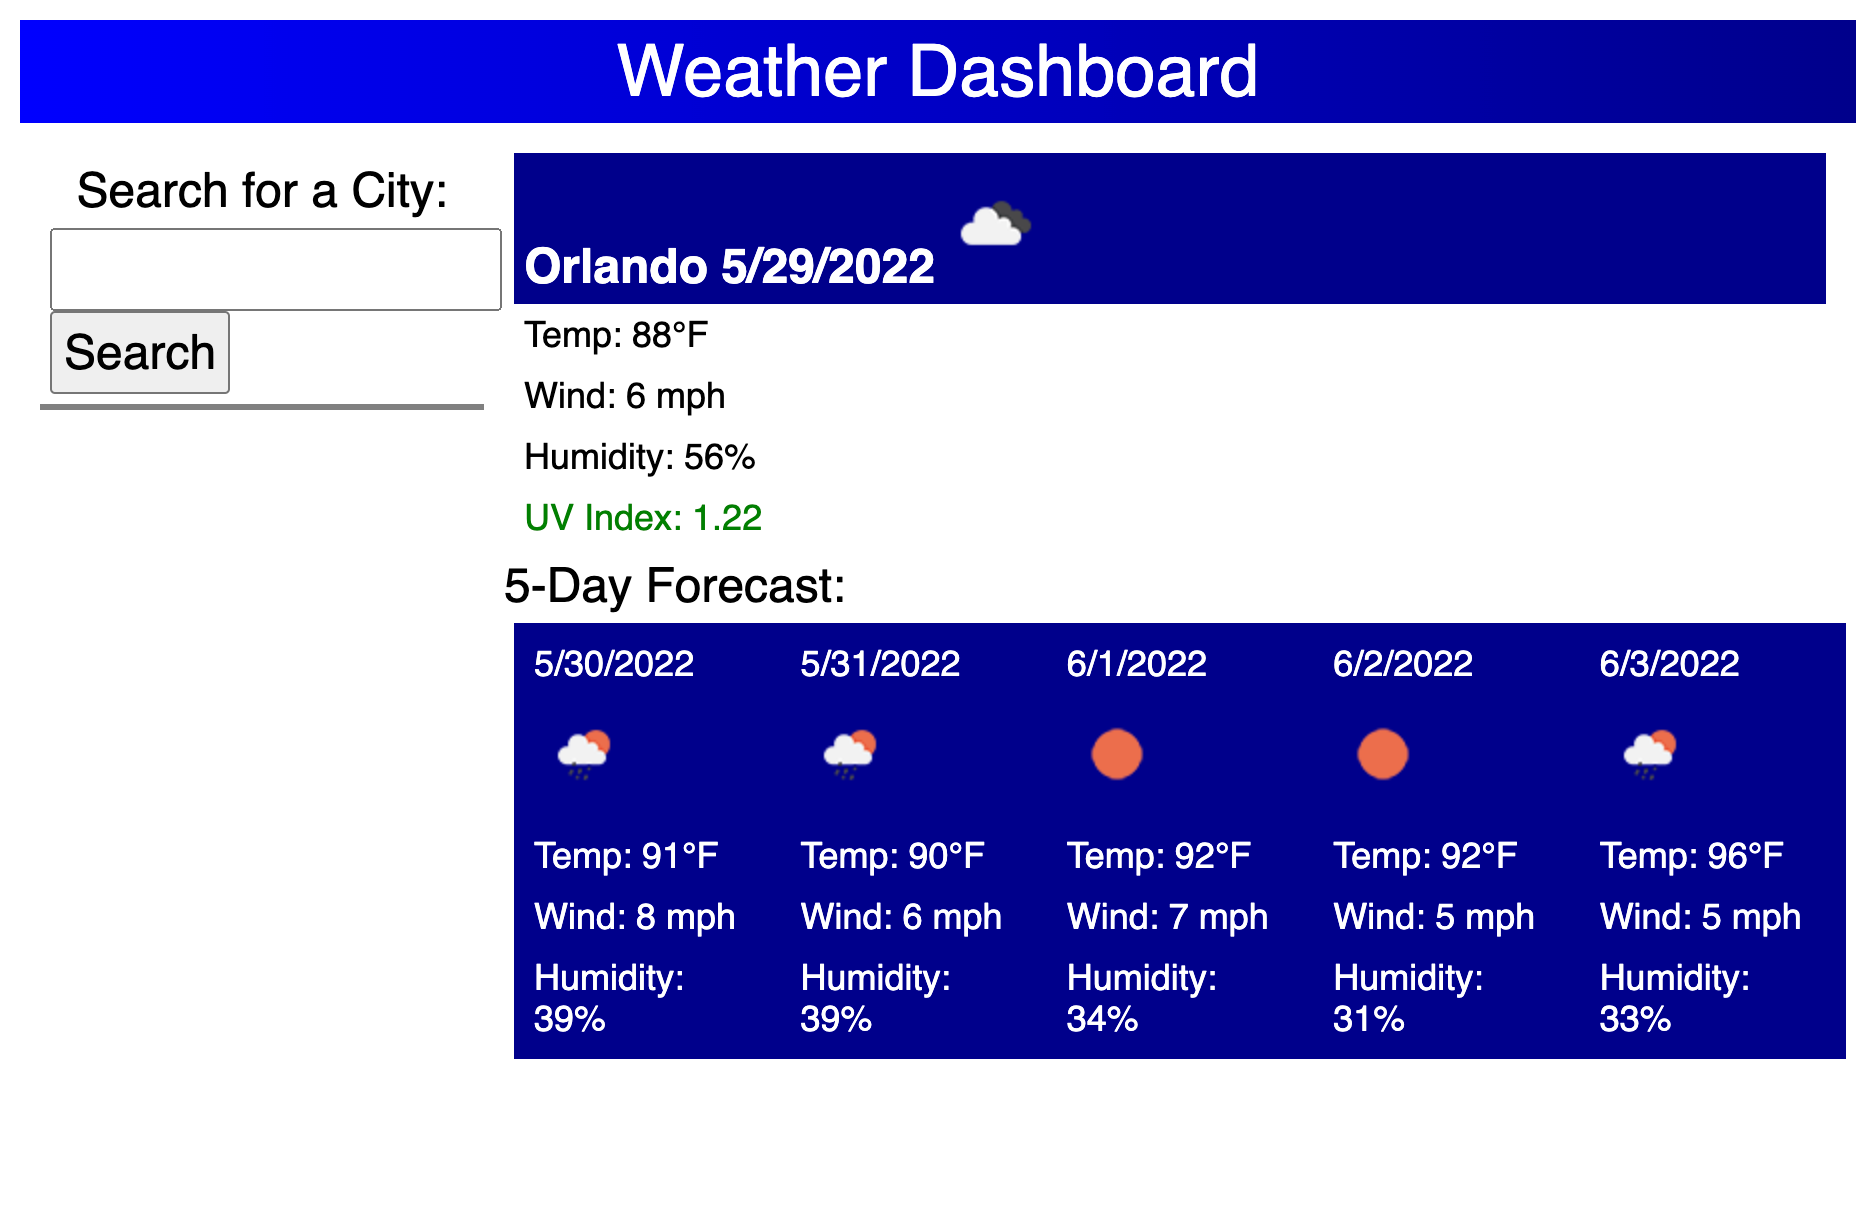 Weather Dashboard
Search for a City:
Search
Orlando 5/29/2022
Temp: 88°F
Wind: 6 mph
Humidity: 56%
UV Index: 1.22
5-Day Forecast:
5/30/2022
Temp: 91°F
Wind: 8 mph
Humidity:
39%
5/31/2022
Temp: 90°F
Wind: 6 mph
Humidity:
39%
6/1/2022
Temp: 92°F
Wind: 7 mph
Humidity:
34%
6/2/2022
Temp: 92°F
Wind: 5 mph
Humidity:
31%
6/3/2022
Temp: 96°F
Wind: 5 mph
Humidity:
33%